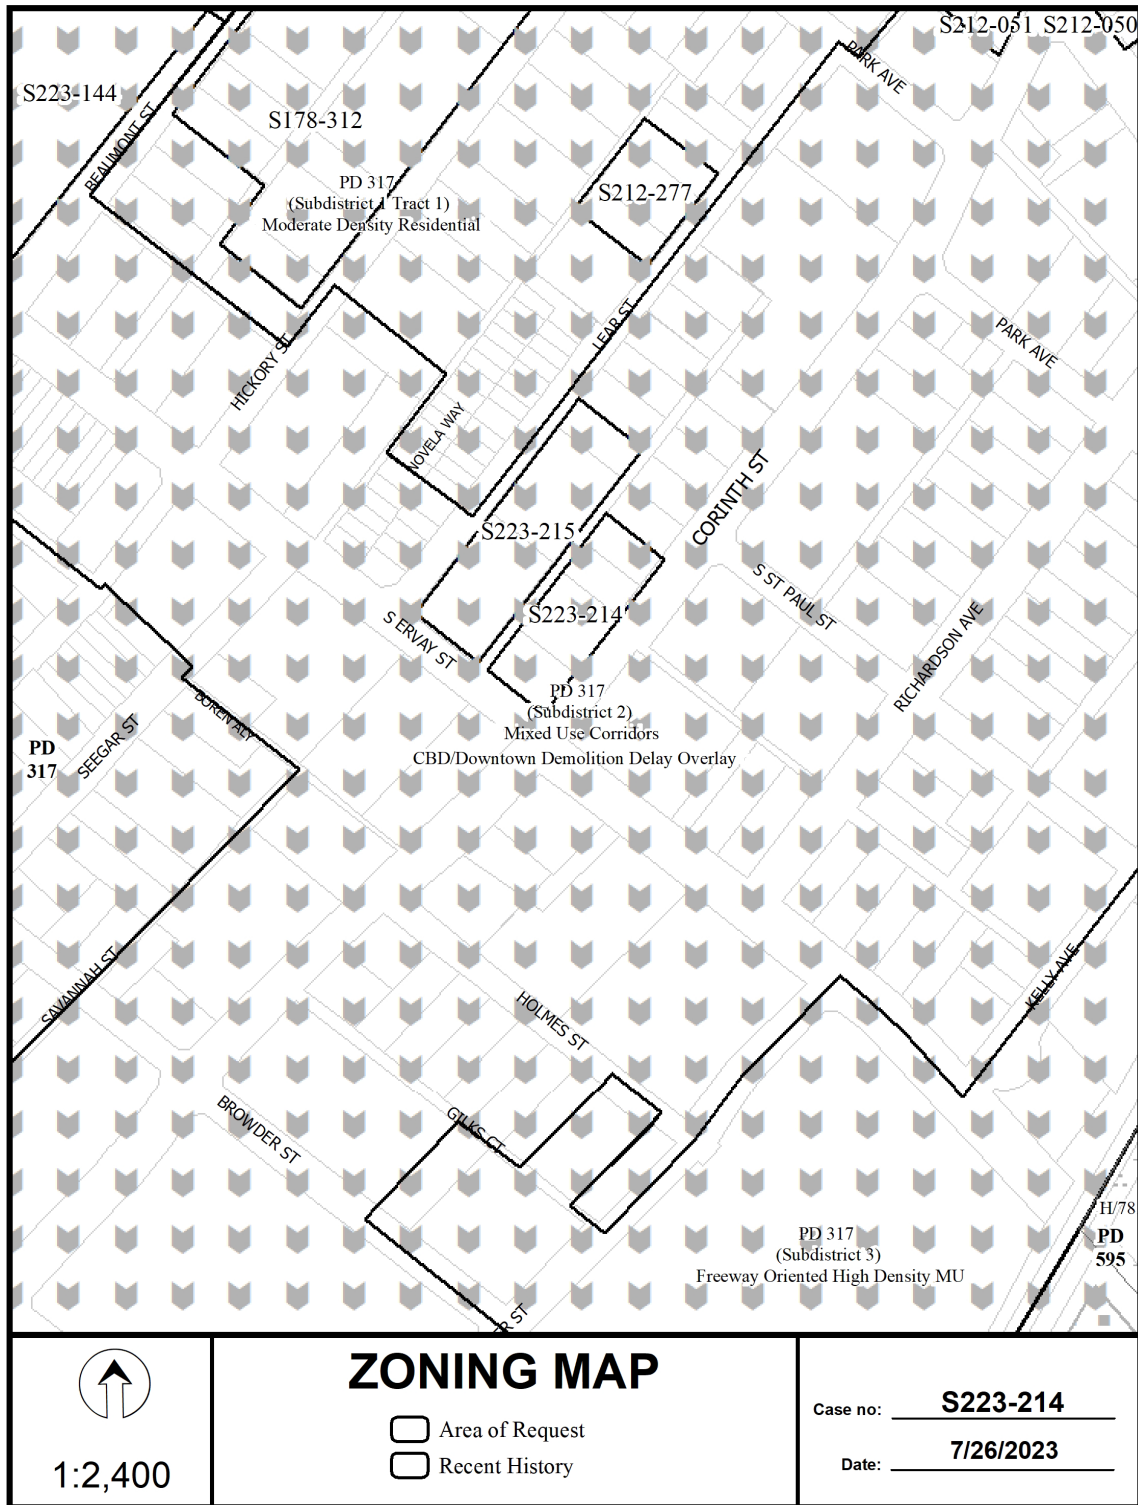 S212-051 S212-050
PARK AVE
S223-144
BEAUMONT ST
S178-312
PD 317
(Subdistrict 1 Tract 1)
Moderate Density Residential
S212-277
LEAR ST
PARK AVE
HICKORY ST
NOVELA WAY
CORINTH ST
S223-215
S ST PAUL ST
S223-214
S ERVAY ST
RICHARDSON AVE
PD 317
(Subdistrict 2)
Mixed Use Corridors
CBD/Downtown Demolition Delay Overlay
BOREN ALY
SEEGAR ST
PD
317
SAVANNAH ST
KELLY AVE
HOLMES ST
GILKS CT
BROWDER ST
H/78
PD
595
PD 317
(Subdistrict 3)
Freeway Oriented High Density MU
ER ST
ZONING MAP
Area of Request
Recent History
1:2,400
Case no: S223-214
Date: 7/26/2023